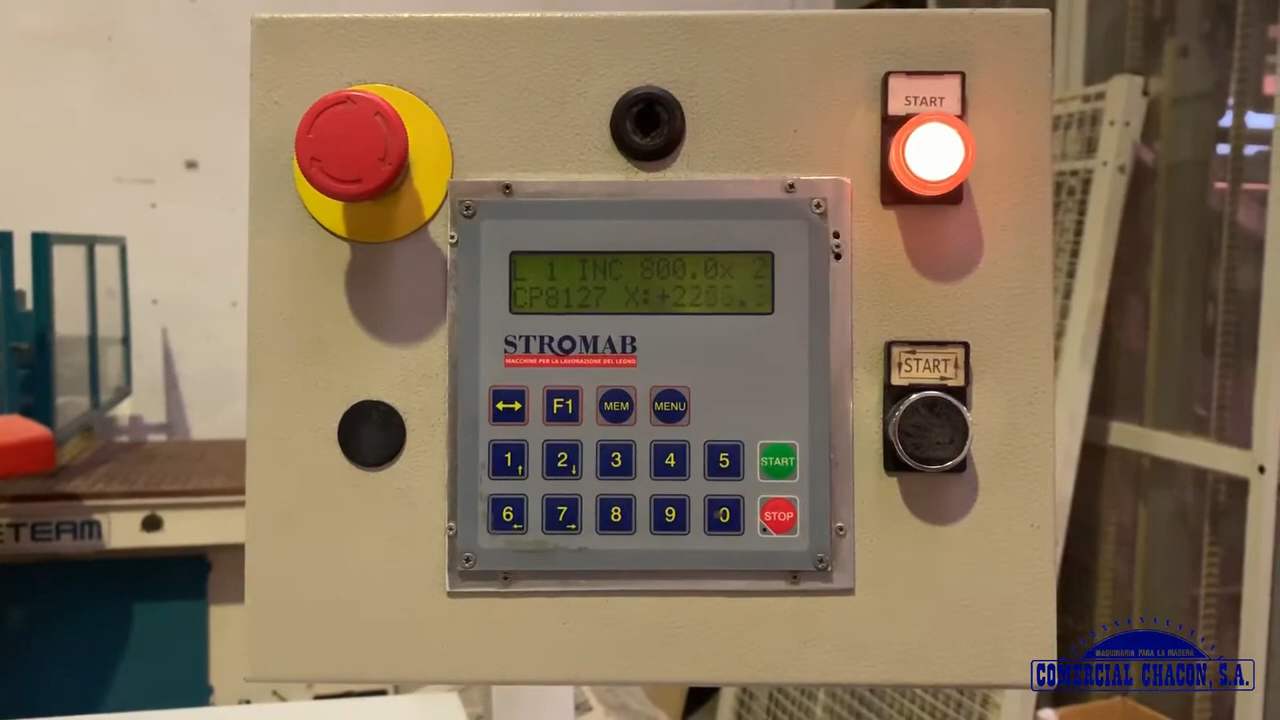 START
L 1 INC 800.0x 2
CP8127 X:+22
STROMAB
MACCHINE PER LA LAVORAZIONE DEL LEGNO
START
F1 MEM MENU
1 2 3 4 5 START
6 7 8 9 0 STOP
ETEAM
MAQUINARIA PARA LA MADERA
COMERCIAL CHACON, S.A.